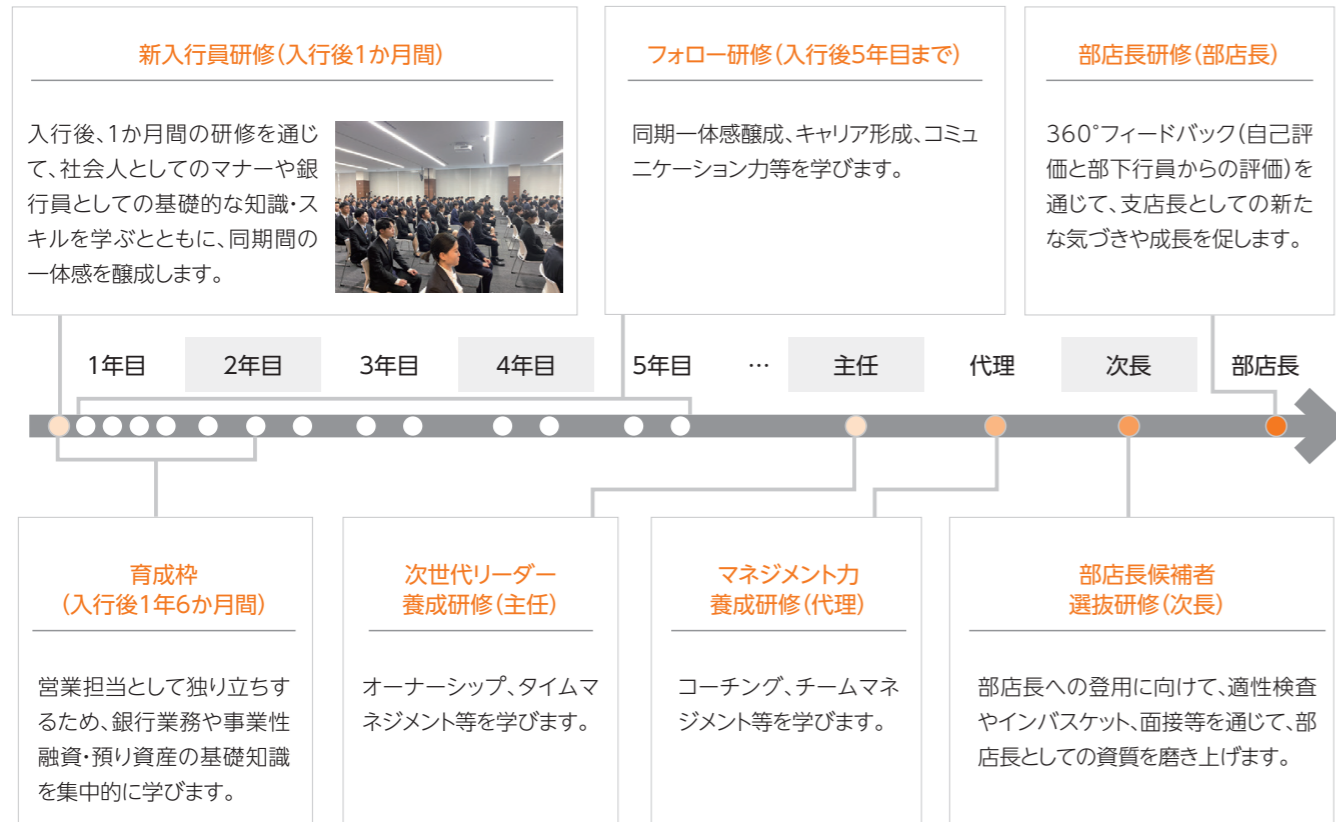 新入行員研修(入行後1か月間)
入行後、1か月間の研修を通じ
て、社会人としてのマナーや銀
行員としての基礎的な知識・ス
キルを学ぶとともに、同期間の
一体感を醸成します。
フォロー研修(入行後5年目まで)
同期一体感醸成、キャリア形成、コミュ
ニケーション力等を学びます。
部店長研修(部店長)
360°フィードバック(自己評
価と部下行員からの評価)を
通じて、支店長としての新た
な気づきや成長を促します。
1年目 2年目 3年目 4年目 5年目 … 主任 代理 次長 部店長
育成枠
(入行後1年6か月間)
営業担当として独り立ちす
るため、銀行業務や事業性
融資・預り資産の基礎知識
を集中的に学びます。
次世代リーダー
養成研修(主任)
オーナーシップ、タイムマ
ネジメント等を学びます。
マネジメント力
養成研修(代理)
コーチング、チームマネ
ジメント等を学びます。
部店長候補者
選抜研修(次長)
部店長への登用に向けて、適性検査
やインバスケット、面接等を通じて、部
店長としての資質を磨き上げます。